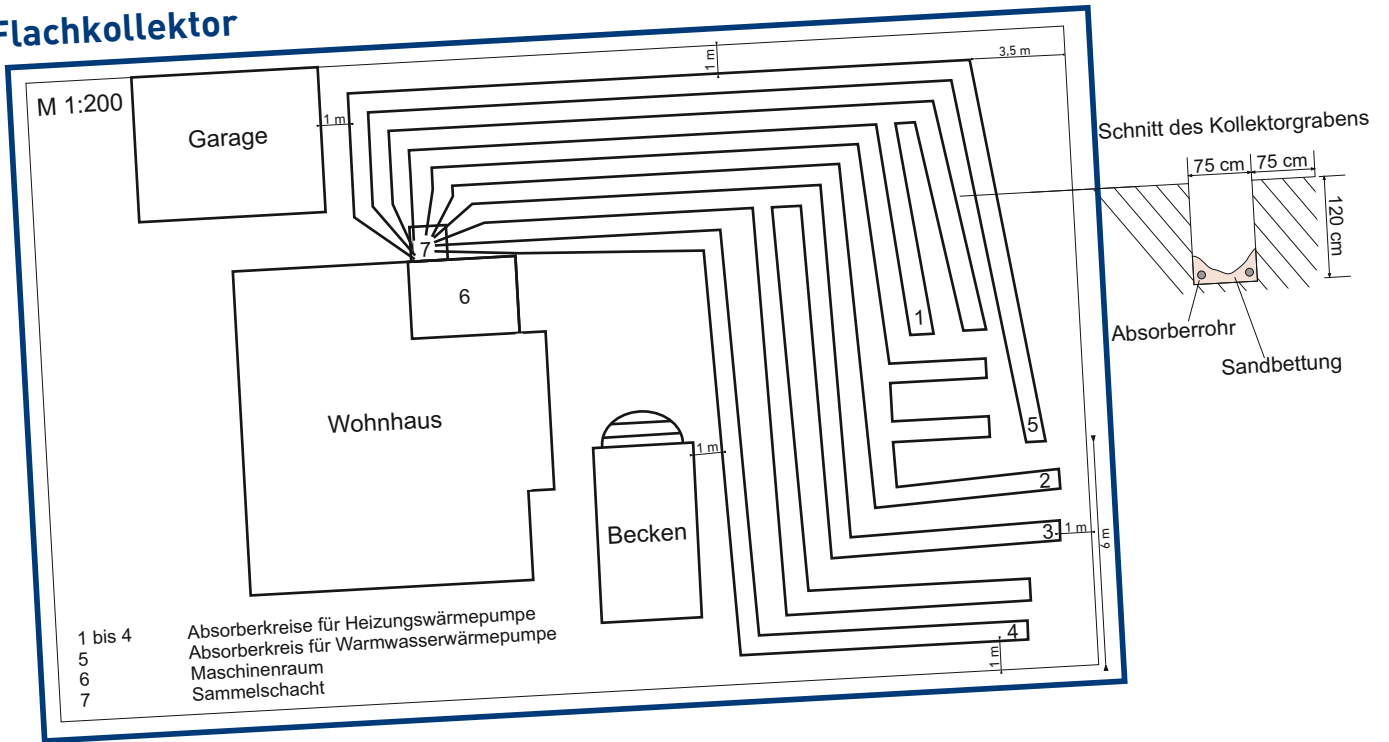 Flachkollektor
M 1:200
Garage
1 m
1 m
3,5 m
Schnitt des Kollektorgrabens
75 cm
75 cm
120 cm
Absorberrohr
Sandbettung
7
6
1
Wohnhaus
5
1 m
2
Becken
3
1 m
6 m
4
1 m
1 bis 4 Absorberkreise für Heizungswärmepumpe
5 Absorberkreis für Warmwasserwärmepumpe
6 Maschinenraum
7 Sammelschacht